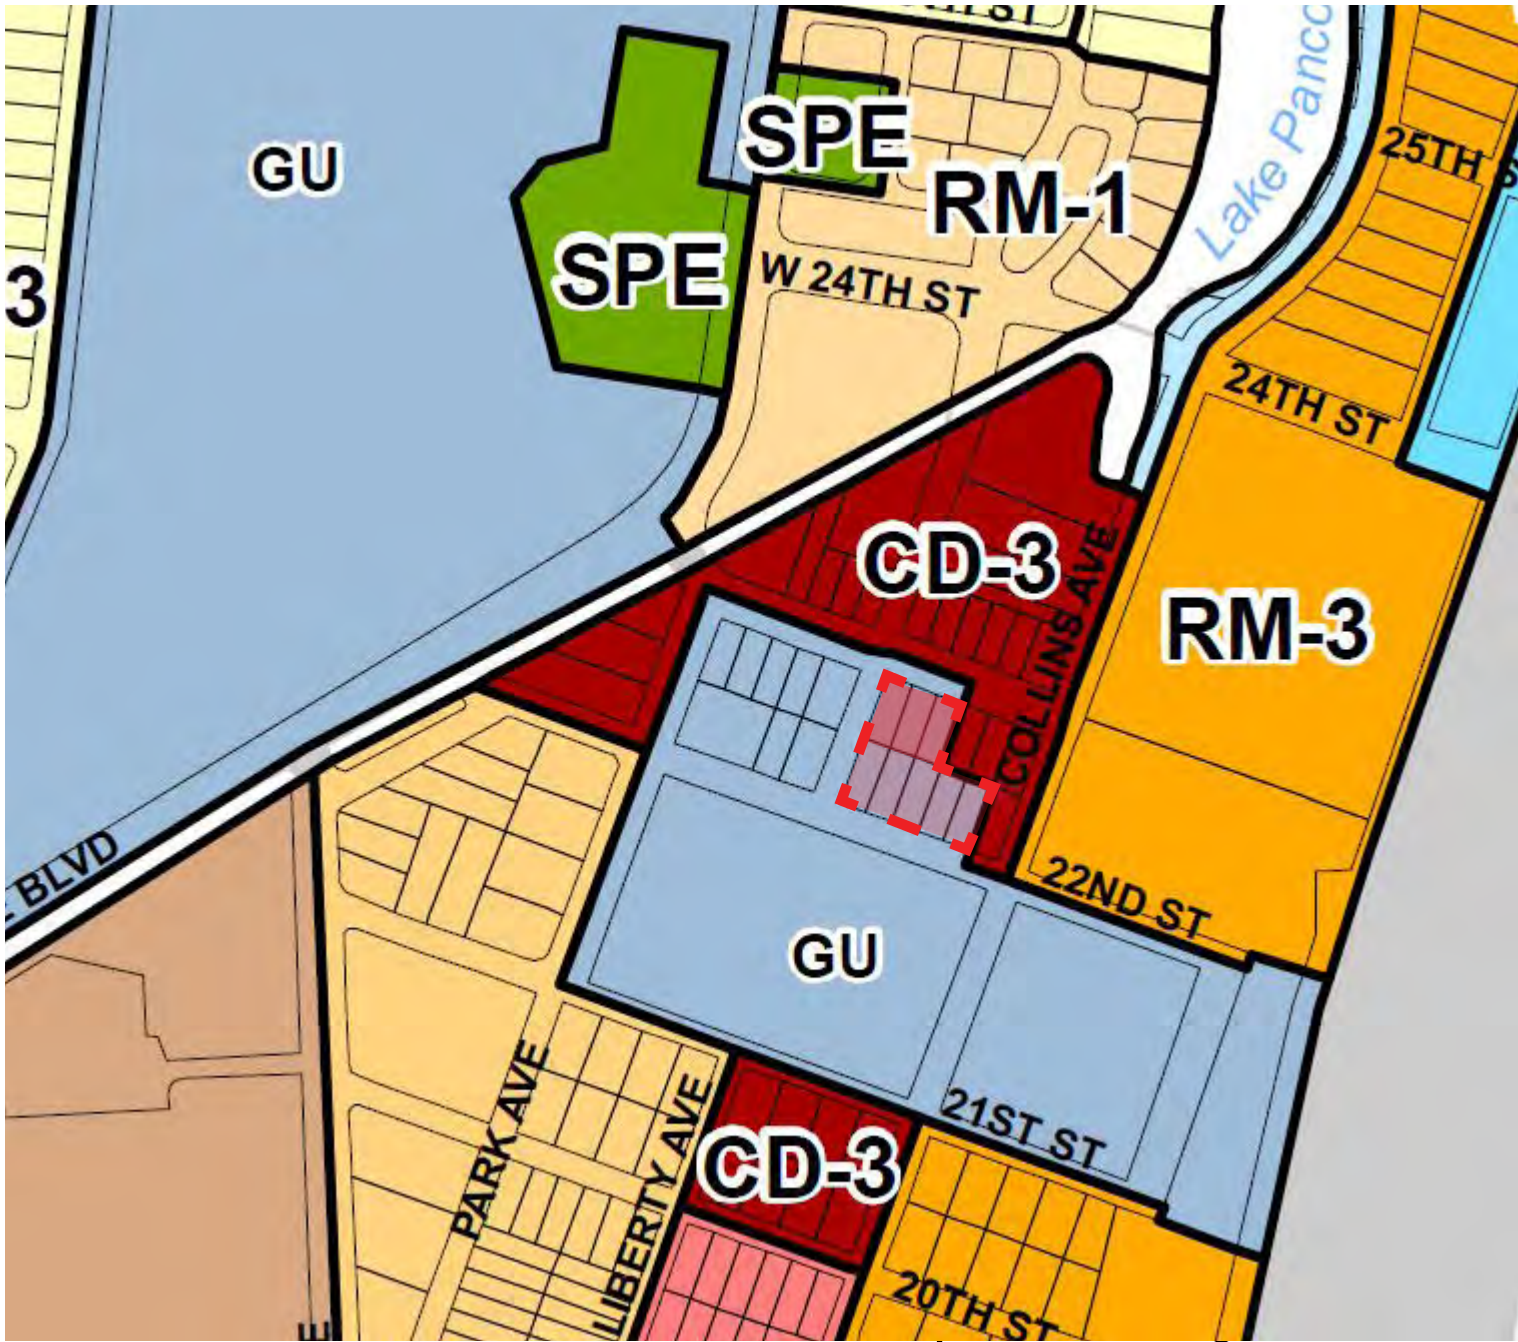 GU
SPE
SPE
RM-1
Lake Panco
25TH S
3
W 24TH ST
24TH ST
CD-3
COLLINS AVE
RM-3
BLVD
22ND ST
GU
21ST ST
PARK AVE
LIBERTY AVE
CD-3
20TH ST
E